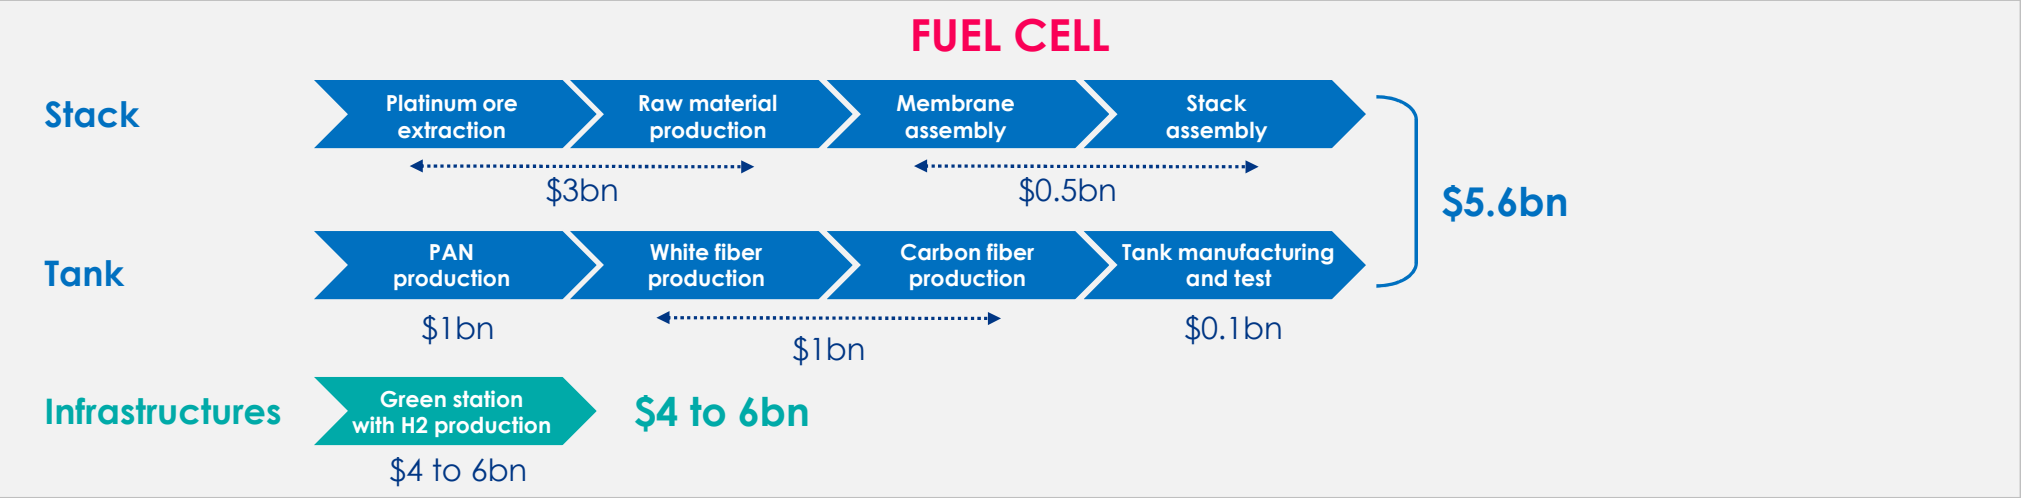 FUEL CELL
Stack
Platinum ore
extraction
Raw material
production
Membrane
assembly
Stack
assembly
$3bn
$0.5bn
$5.6bn
Tank
PAN
production
White fiber
production
Carbon fiber
production
Tank manufacturing
and test
$1bn
$1bn
$0.1bn
Infrastructures
Green station
with H2 production
$4 to 6bn
$4 to 6bn